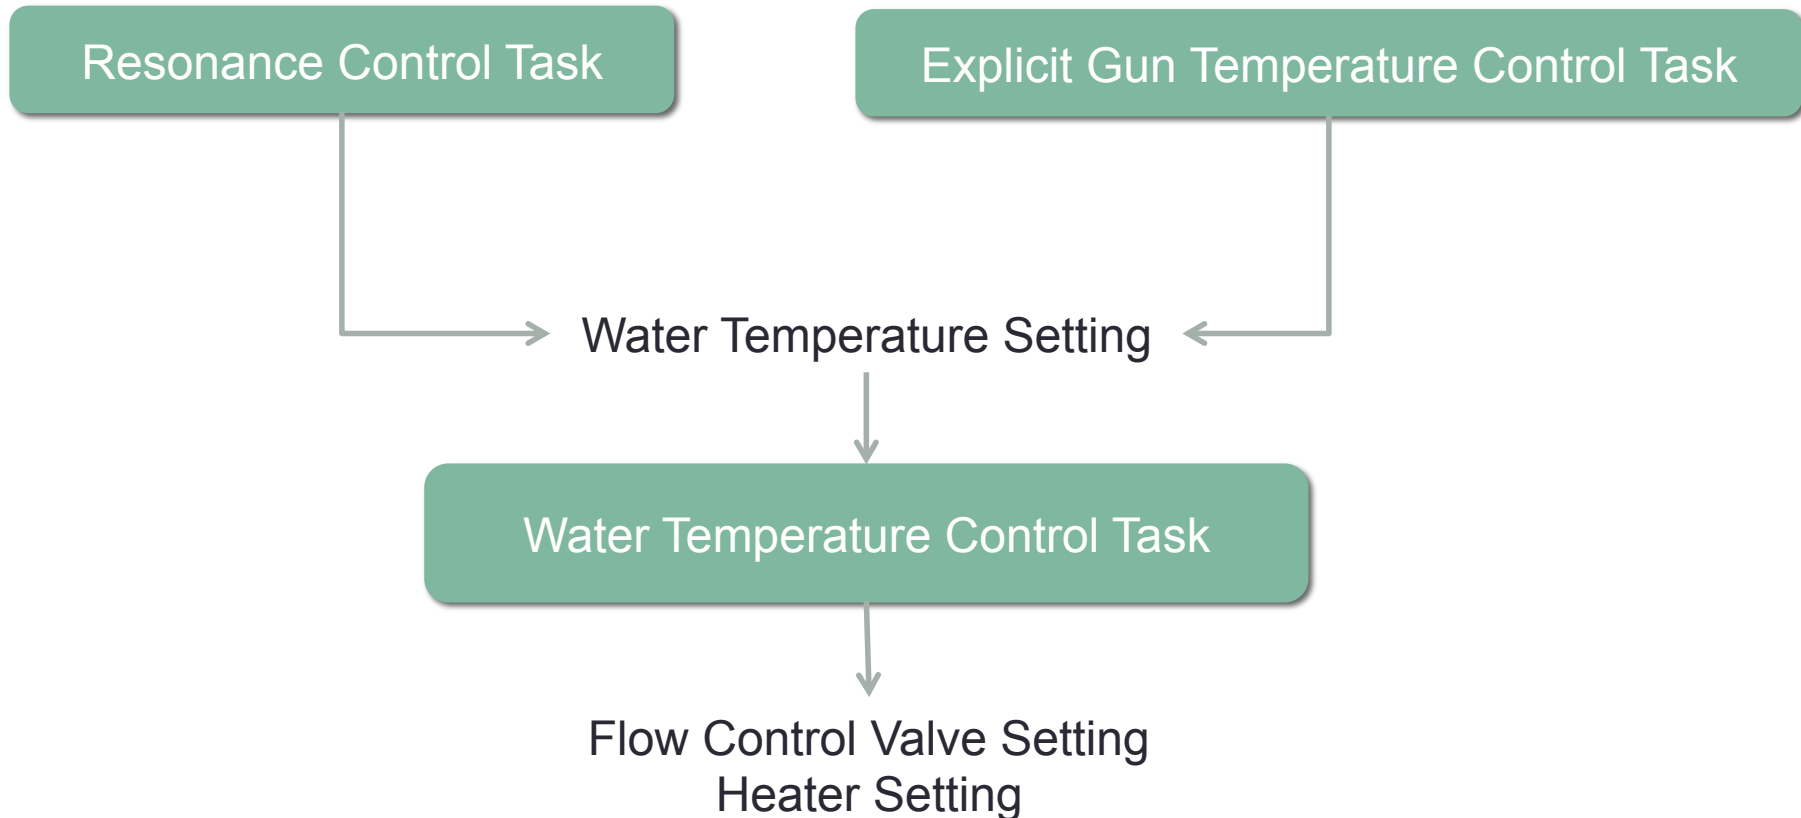 Resonance Control Task
Explicit Gun Temperature Control Task
Water Temperature Setting
Water Temperature Control Task
Flow Control Valve Setting
Heater Setting